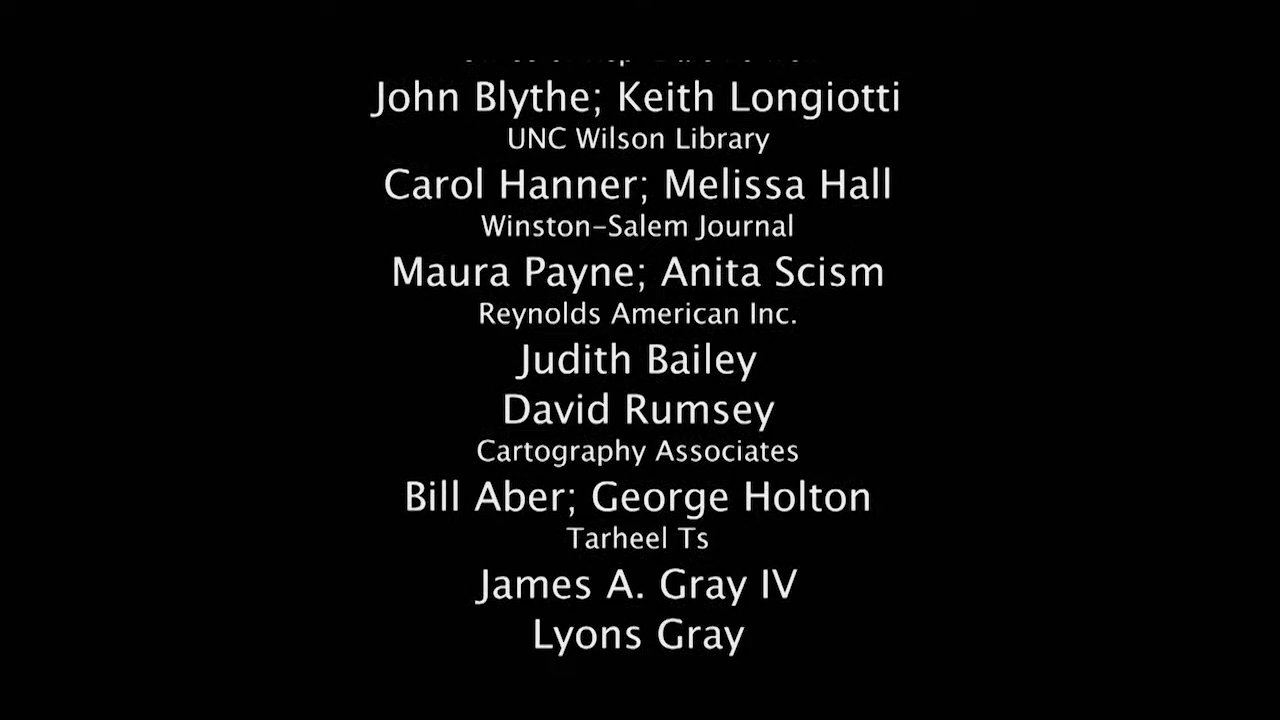 John Blythe; Keith Longiotti
UNC Wilson Library
Carol Hanner; Melissa Hall
Winston-Salem Journal
Maura Payne; Anita Scism
Reynolds American Inc.
Judith Bailey
David Rumsey
Cartography Associates
Bill Aber; George Holton
Tarheel Ts
James A. Gray IV
Lyons Gray